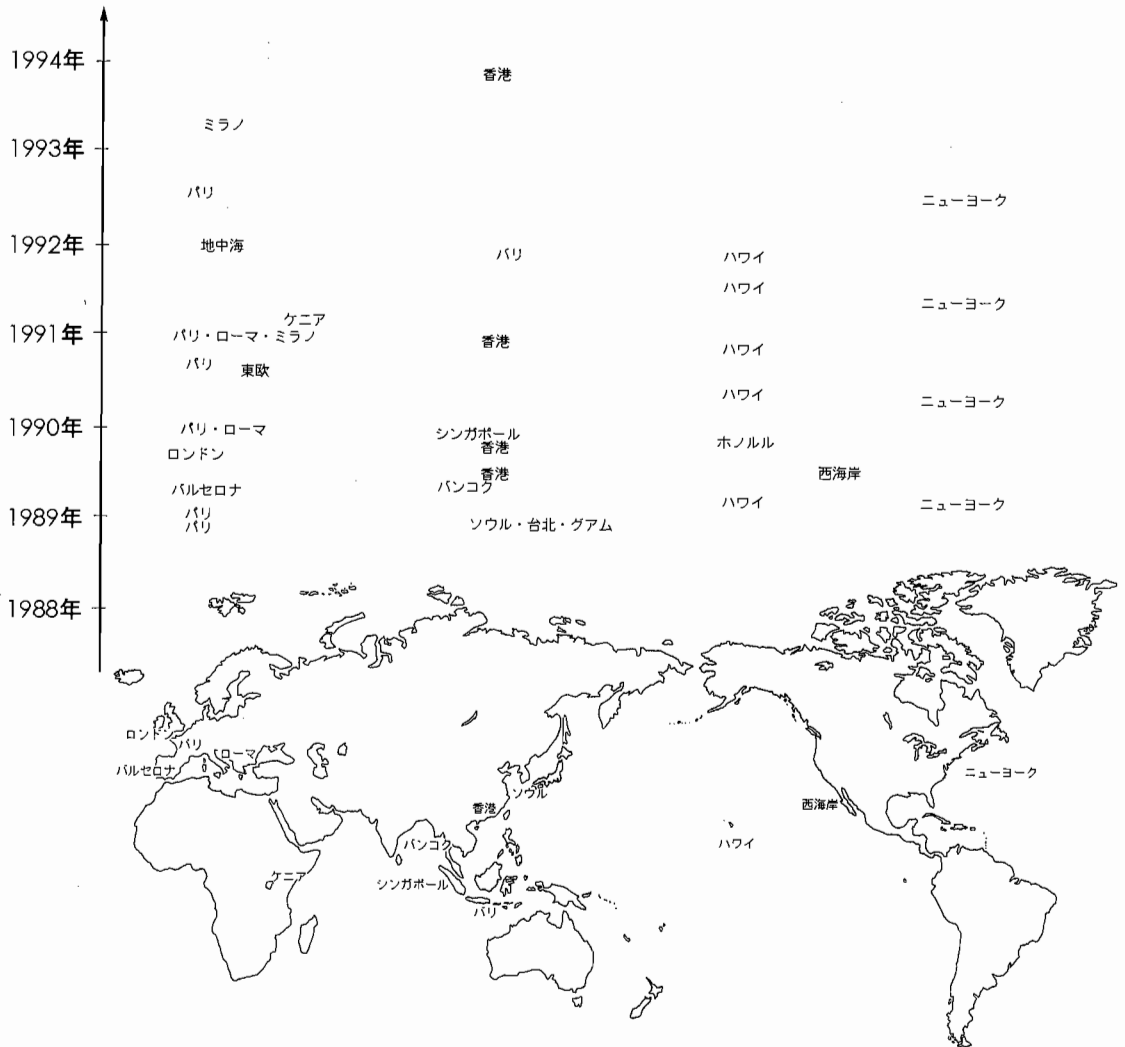 1994年
香港
ミラノ
1993年
パリ
ニューヨーク
1992年
地中海
バリ
ハワイ
ハワイ
ニューヨーク
ケニア
1991年
パリ・ローマ・ミラノ
香港
ハワイ
パリ
東欧
ハワイ
ニューヨーク
1990年
パリ・ローマ
シンガポール
香港
ホノルル
ロンドン
香港
西海岸
バルセロナ
バンコク
ハワイ
ニューヨーク
1989年
パリ
パリ
ソウル・台北・グアム
1988年
ロンドン
パリ
ローマ
バルセロナ
ニューヨーク
ソウル
香港
西海岸
バンコク
ハワイ
ケニア
シンガポール
バリ